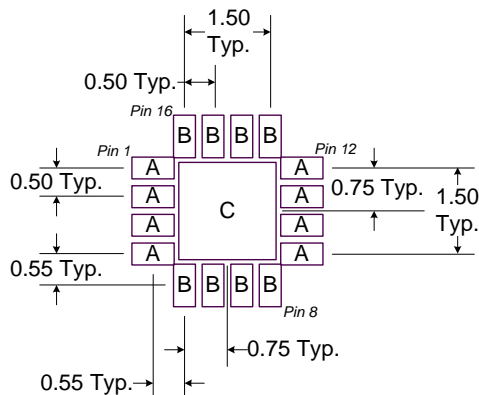 1.50
Typ.
0.50 Typ.
Pin 16
B B B B
Pin 1
Pin 12
A
A
0.50 Typ.
A
A
0.75
Typ.
1.50
Typ.
C
A
A
0.55
Typ.
A
A
B B B B
Pin 8
0.75 Typ.
0.55 Typ.